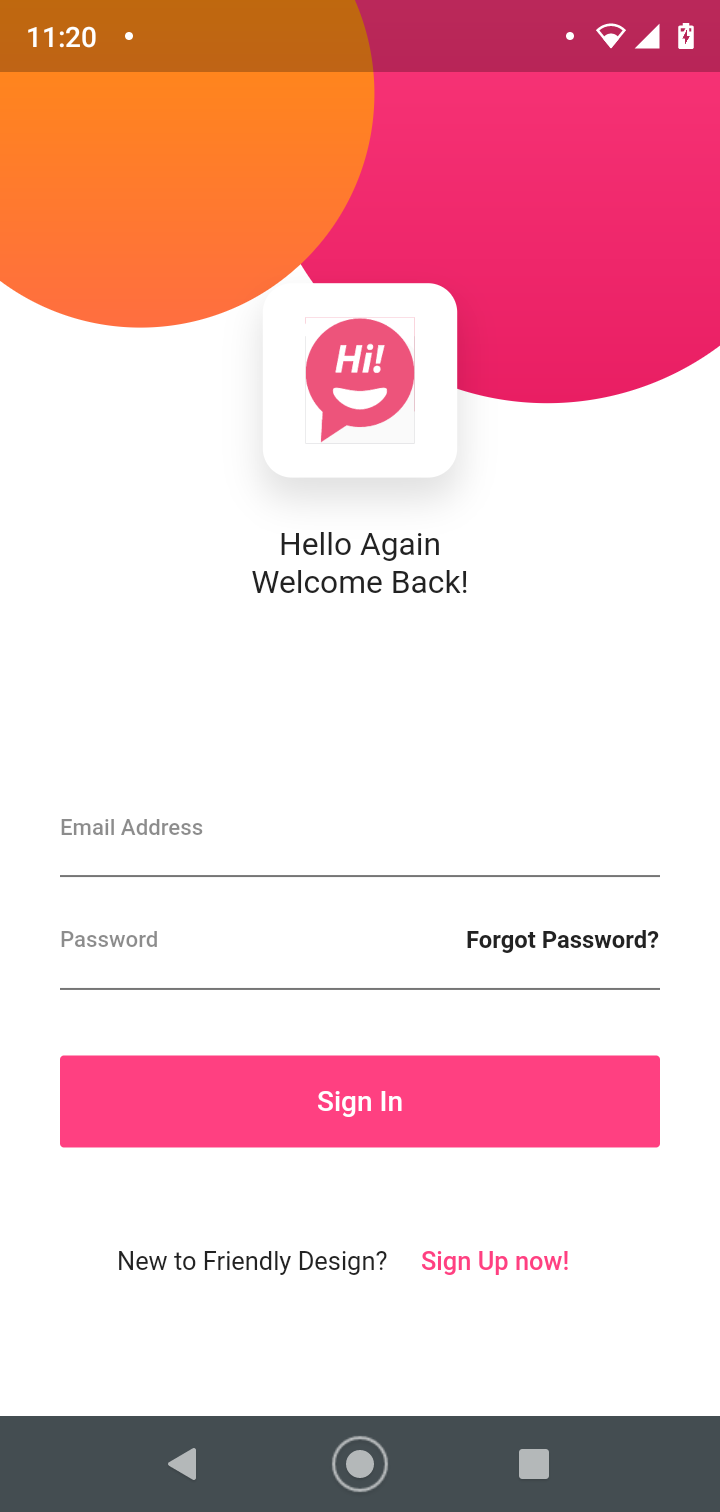 11:20
Hi!
Hello Again
Welcome Back!
Email Address
Password
Forgot Password?
Sign In
New to Friendly Design?
Sign Up now!